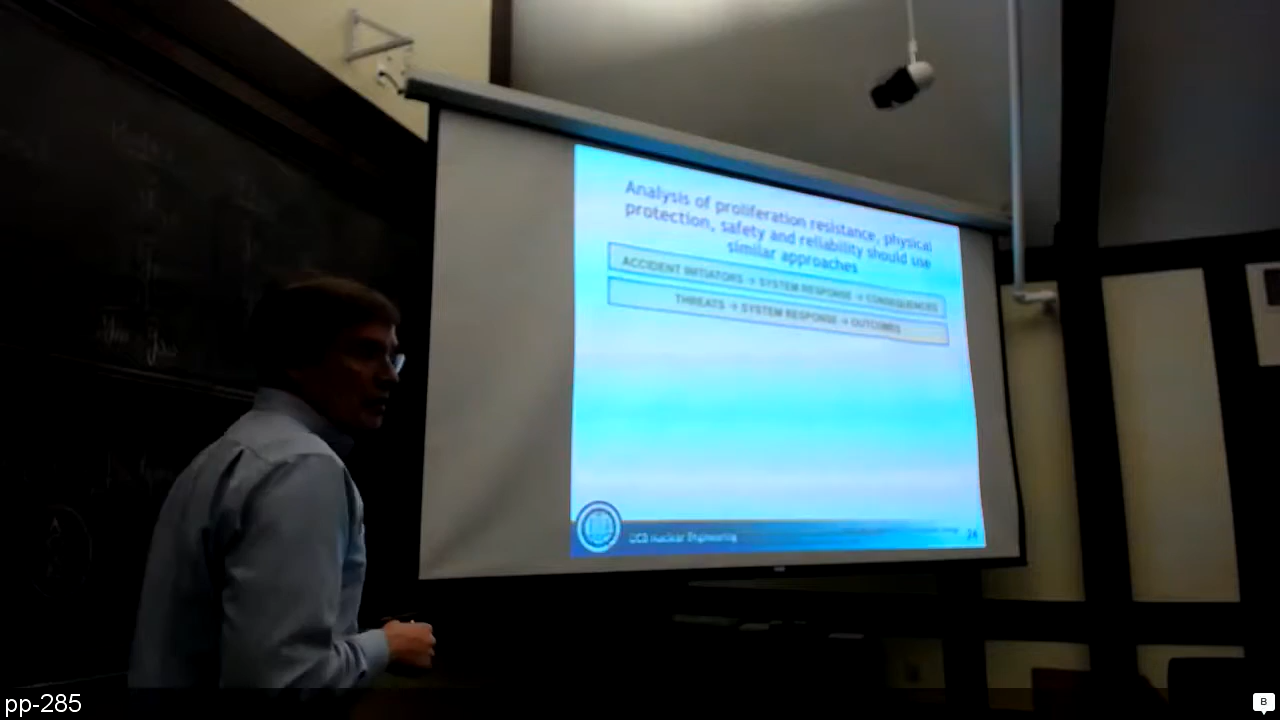 Analysis of proliferation resistance, physical
protection, safety and reliability should use
similar approaches
ACCIDENT INITIATORS → SYSTEM RESPONSE → CONSEQUENCES
THREATS → SYSTEM RESPONSE → OUTCOMES
UCB Nuclear Engineering
24
pp-285
B